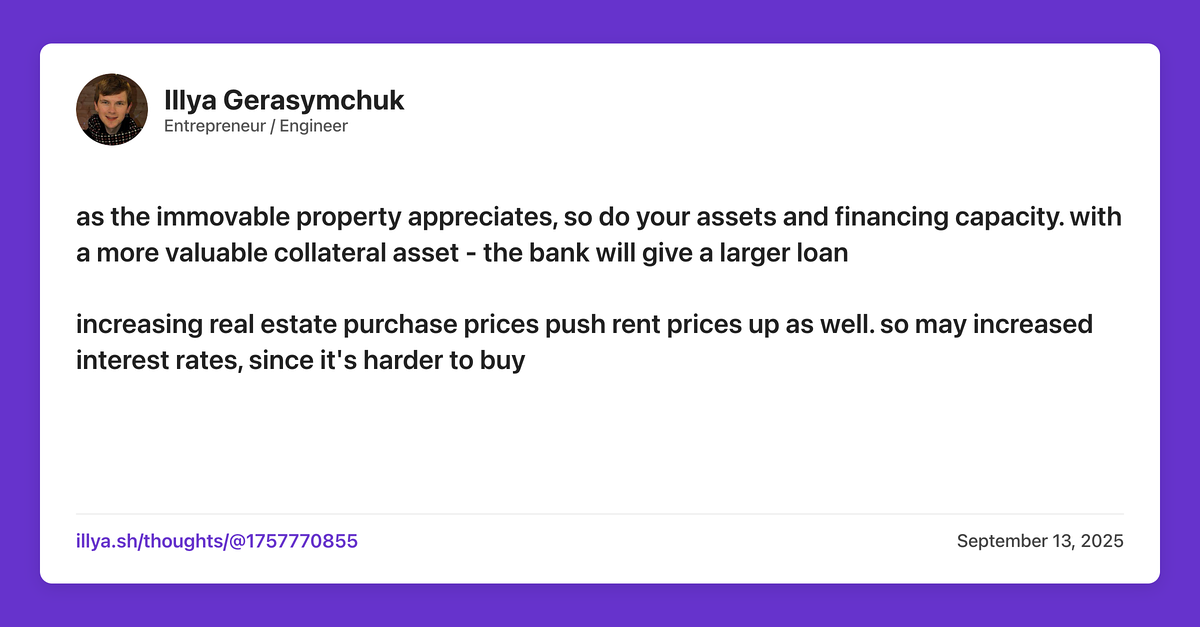 Illya Gerasymchuk
Entrepreneur / Engineer
as the immovable property appreciates, so do your assets and financing capacity. with
a more valuable collateral asset - the bank will give a larger loan
increasing real estate purchase prices push rent prices up as well. so may increased
interest rates, since it's harder to buy
illya.sh/thoughts/@1757770855
September 13, 2025